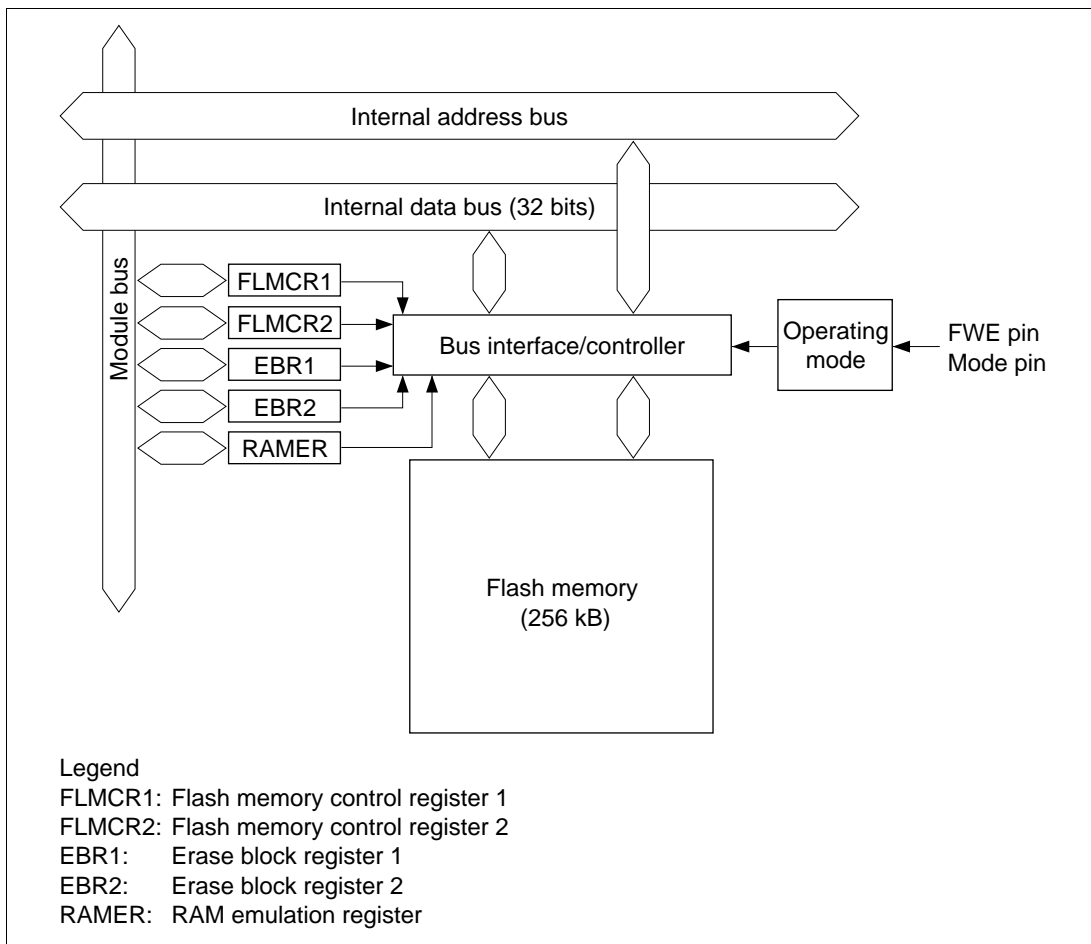 Internal address bus
Internal data bus (32 bits)
Module bus
FLMCR1
FLMCR2
EBR1
EBR2
RAMER
Bus interface/controller
Operating
mode
FWE pin
Mode pin
Flash memory
(256 kB)
Legend
FLMCR1: Flash memory control register 1
FLMCR2: Flash memory control register 2
EBR1: Erase block register 1
EBR2: Erase block register 2
RAMER: RAM emulation register